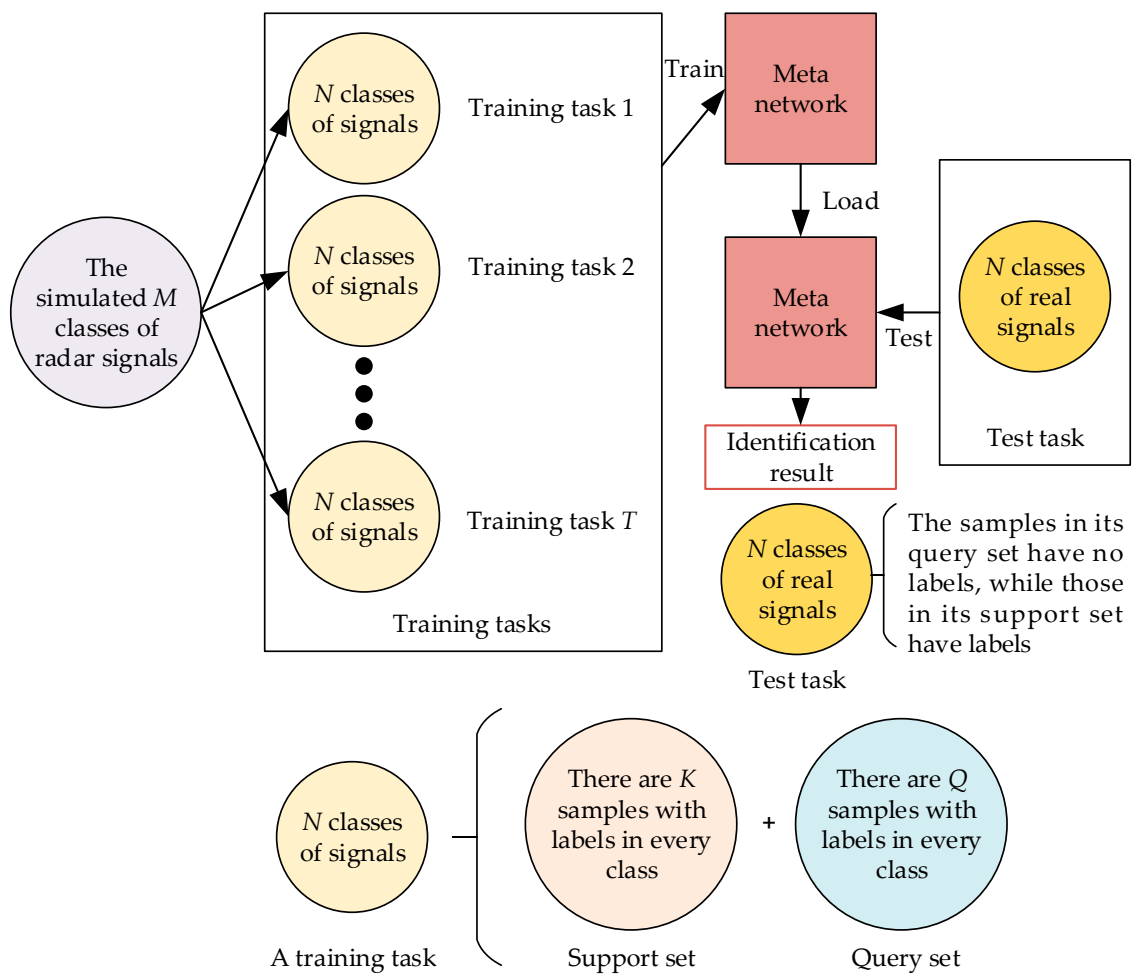 The
simulated M
classes of
radar signals
N classes
of signals
Training task 1
N classes
of signals
Training task 2
N classes
of signals
Training task T
Training tasks
Train
Meta
network
Load
Meta
network
Test
N classes
of real
signals
Test task
Identification
result
N classes
of real
signals
Test task
The samples in its
query set have no
labels, while those
in its support set
have labels
N classes
of signals
A training task
There are K
samples with
labels in every
class
Support set
+
There are Q
samples with
labels in every
class
Query set